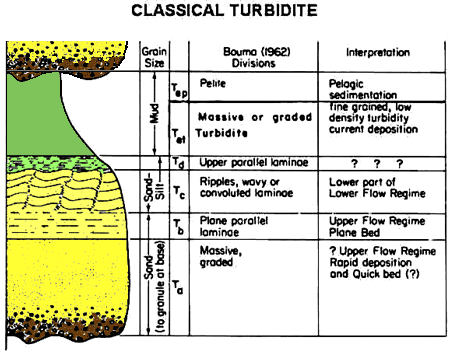 CLASSICAL TURBIDITE
Grain
Size
Bouma (1962)
Divisions
Interpretation
Mud
Tep
Pelite
Pelagic
sedimentation
Tet
Massive or graded
Turbidite
fine grained, low
density turbidity
current deposition
Td
Upper parallel laminae
? ? ?
Sand-
Silt
Tc
Ripples, wavy or
convoluted laminae
Lower part of
Lower Flow Regime
Tb
Plane parallel
laminae
Upper Flow Regime
Plane Bed
Sand
(to granule at base)
Ta
Massive,
graded
? Upper Flow Regime
Rapid deposition
and Quick bed (?)